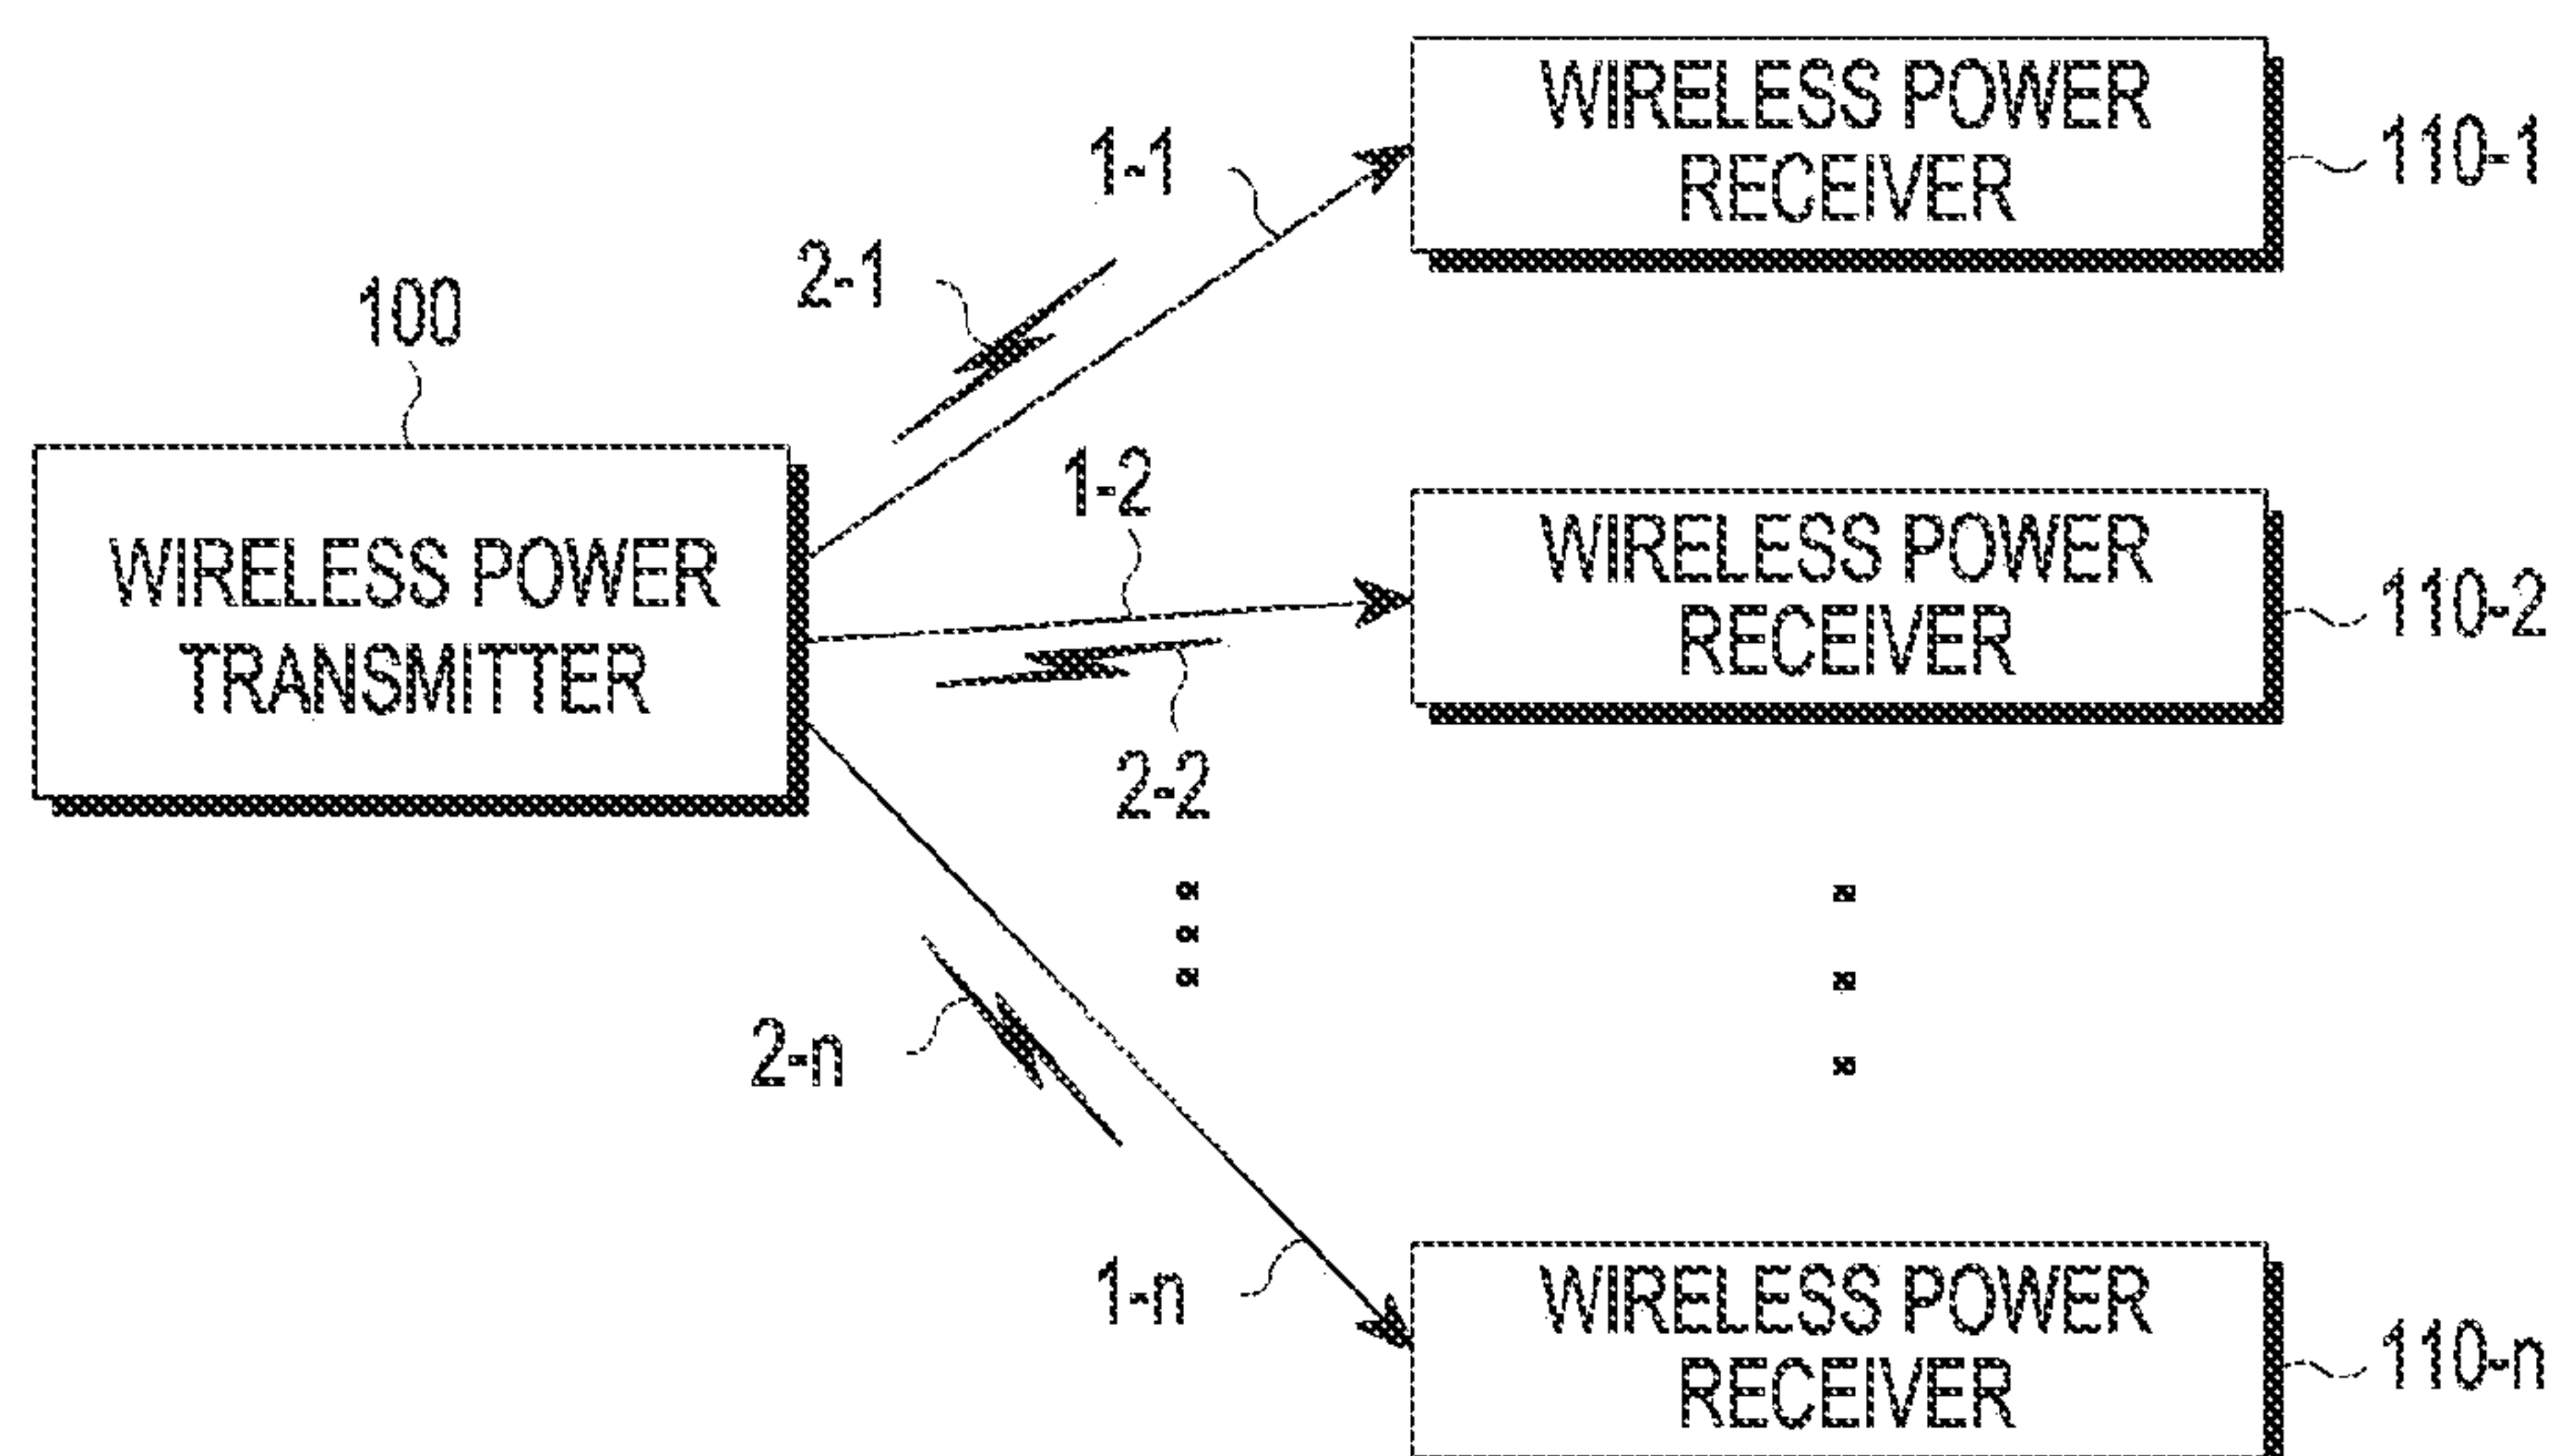 WIRELESS POWER
RECEIVER
110-1
1-1
2-1
100
WIRELESS POWER
TRANSMITTER
1-2
WIRELESS POWER
RECEIVER
110-2
2-2
2-n
1-n
WIRELESS POWER
RECEIVER
110-n